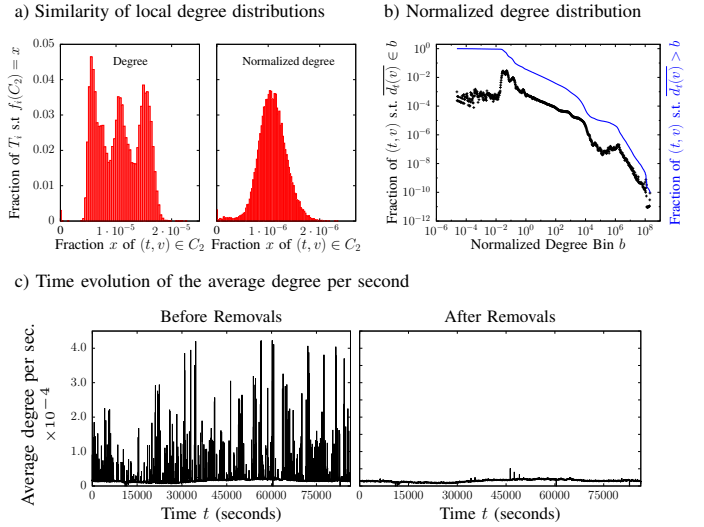 a) Similarity of local degree distributions
b) Normalized degree distribution
Fraction of T_i s.t f_i(C_2) = x
0.05
0.04
0.03
0.02
0.01
0
Degree
0
1 · 10^−5
2 · 10^−5
Fraction x of (t, v) ∈ C_2
Normalized degree
0
1 · 10^−6
2 · 10^−6
Fraction x of (t, v) ∈ C_2
Fraction of (t, v) s.t. d_t(v) ∈ b
10^0
10^−2
10^−4
10^−6
10^−8
10^−10
10^−12
10^−4
10^−2
10^0
10^2
10^4
10^6
10^8
Normalized Degree Bin b
Fraction of (t, v) s.t. d_t(v) > b
c) Time evolution of the average degree per second
Before Removals
After Removals
Average degree per sec.
×10^−4
4.0
3.0
2.0
1.0
0
0
15000
30000
45000
60000
75000
Time t (seconds)
0
15000
30000
45000
60000
75000
Time t (seconds)